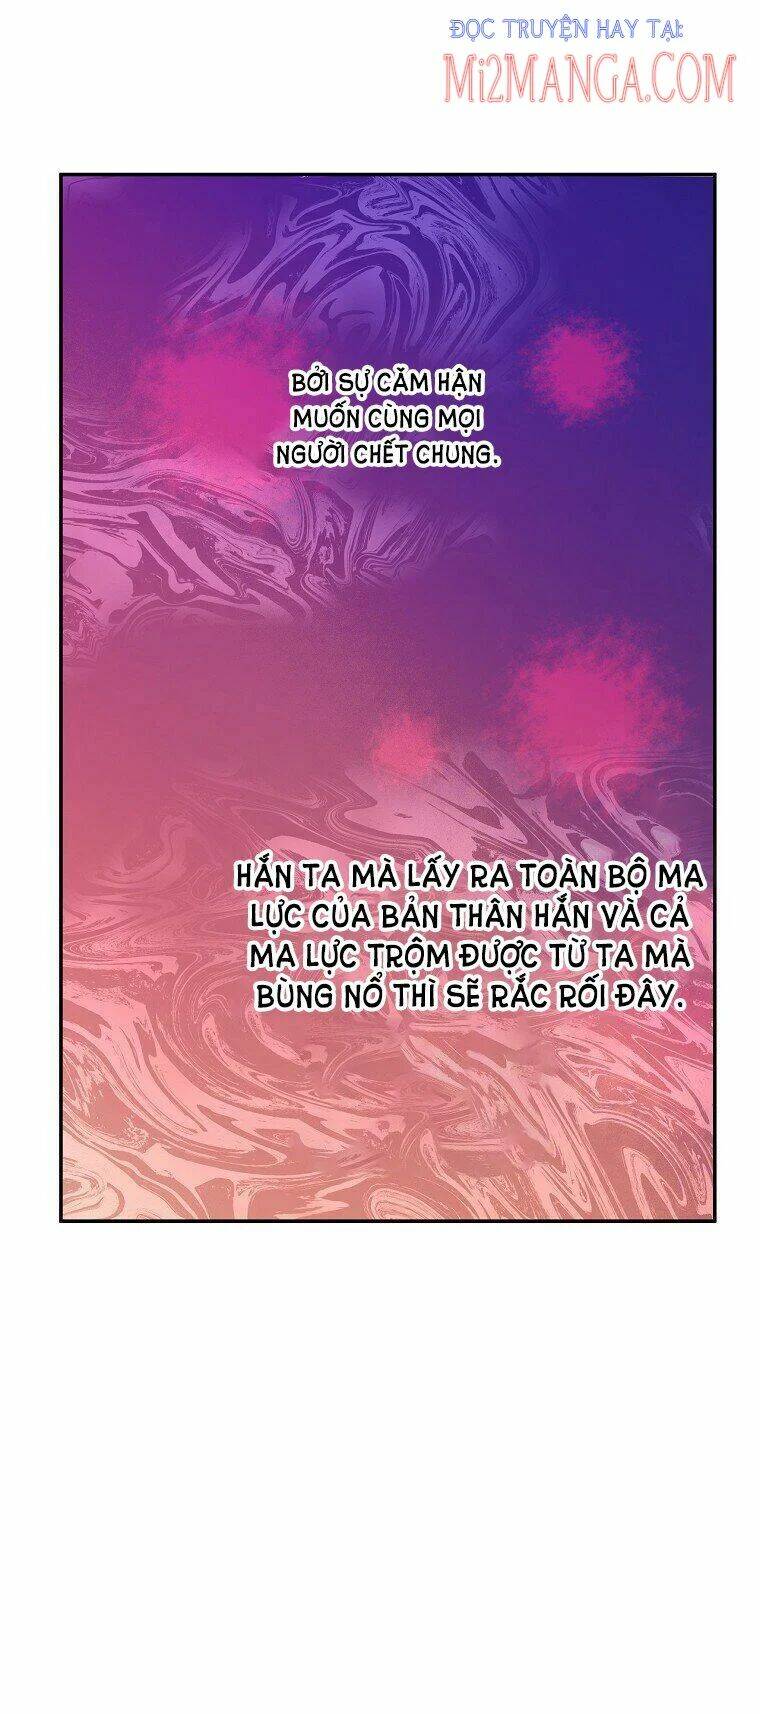 ĐỌC TRUYỆN HAY TẠI:
Mi2MANGA.COM
BỞI SỰ CĂM HẬN
MUỐN CÙNG MỌI
NGƯỜI CHẾT CHUNG.
HẮN TA MÀ LẤY RA TOÀN BỘ MA
LỰC CỦA BẢN THÂN HẮN VÀ CẢ
MA LỰC TRỘM ĐƯỢC TỪ TA MÀ
BÙNG NỔ THÌ SẼ RẮC RỐI ĐÂY.